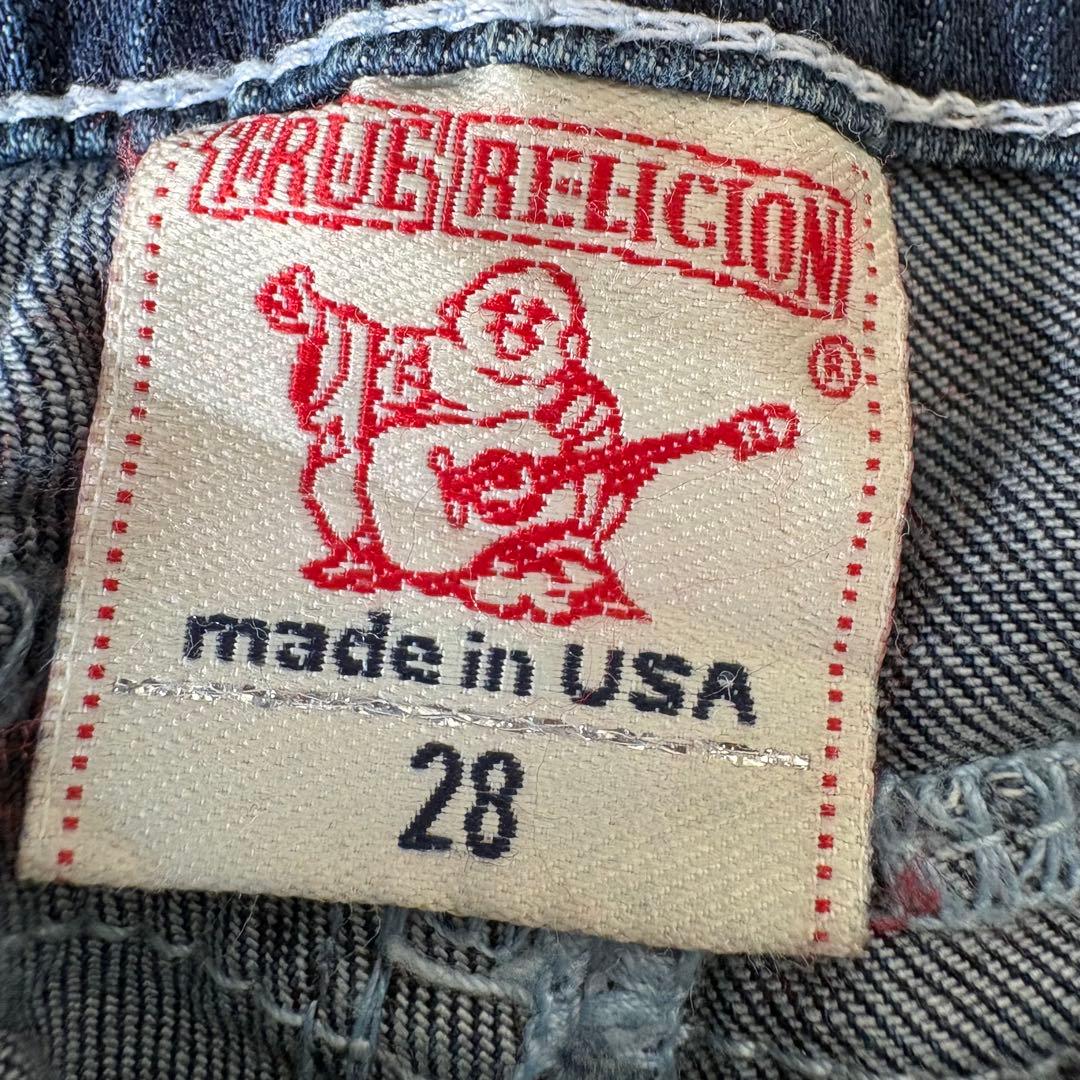 TRUE RELIGION
®
made in USA
28